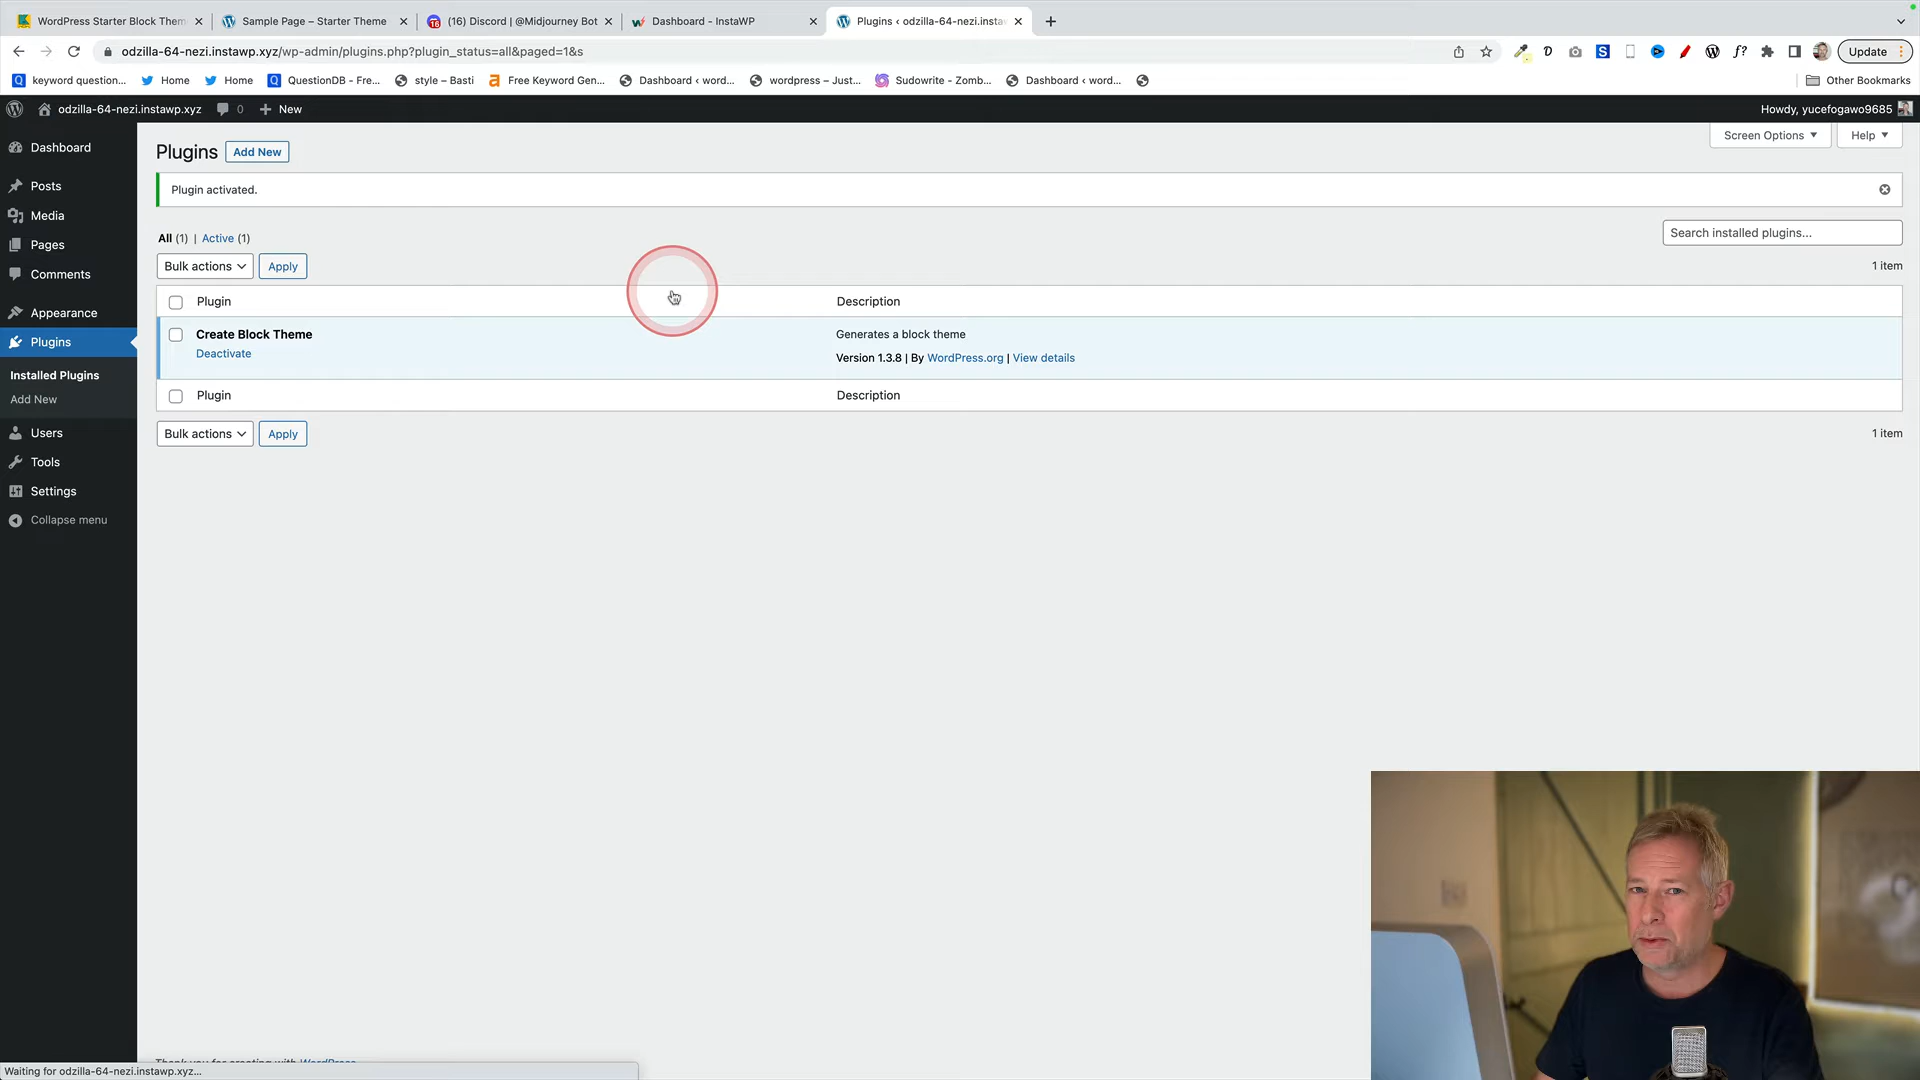 WordPress Starter Block Them
Sample Page – Starter Theme
(16) Discord | @Midjourney Bot
Dashboard - InstaWP
Plugins ‹ odzilla-64-nezi.insta
odzilla-64-nezi.instawp.xyz/wp-admin/plugins.php?plugin_status=all&paged=1&s
Update
keyword question...
Home
Home
QuestionDB - Fre...
style – Basti
Free Keyword Gen...
Dashboard ‹ word...
wordpress – Just...
Sudowrite - Zomb...
Dashboard ‹ word...
Other Bookmarks
odzilla-64-nezi.instawp.xyz
0
New
Howdy, yucefogawo9685
Dashboard
Posts
Media
Pages
Comments
Appearance
Plugins
Installed Plugins
Add New
Users
Tools
Settings
Collapse menu
Screen Options
Help
Plugins
Add New
Plugin activated.
All (1) | Active (1)
Search installed plugins...
Bulk actions
Apply
1 item
Plugin
Description
Create Block Theme
Deactivate
Generates a block theme
Version 1.3.8 | By WordPress.org | View details
Plugin
Description
Bulk actions
Apply
1 item
Thank you for creating with WordPress
Waiting for odzilla-64-nezi.instawp.xyz...